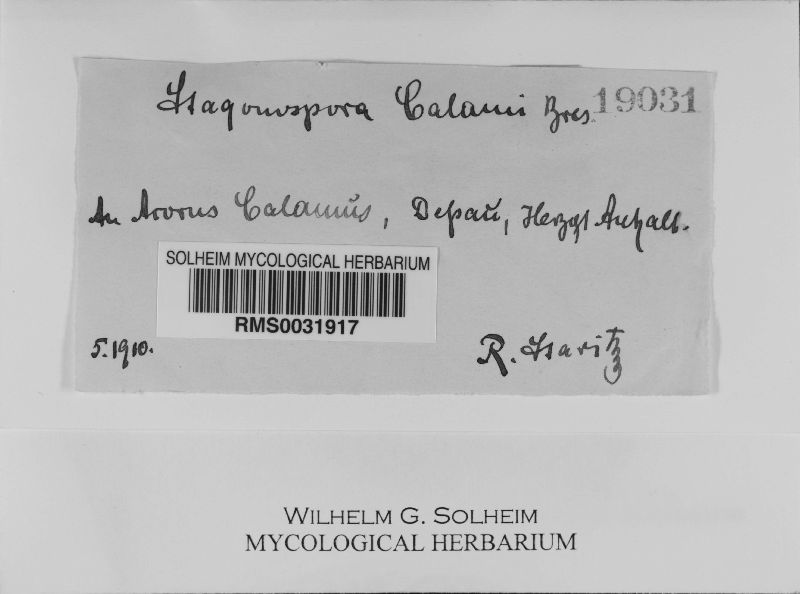 Stagonospora Calami Bres. 19031
An Acorus Calamus, Deßau, Herzgt Anhalt.
SOLHEIM MYCOLOGICAL HERBARIUM
RMS0031917
5.1910.
R. Staritz
WILHELM G. SOLHEIM
MYCOLOGICAL HERBARIUM